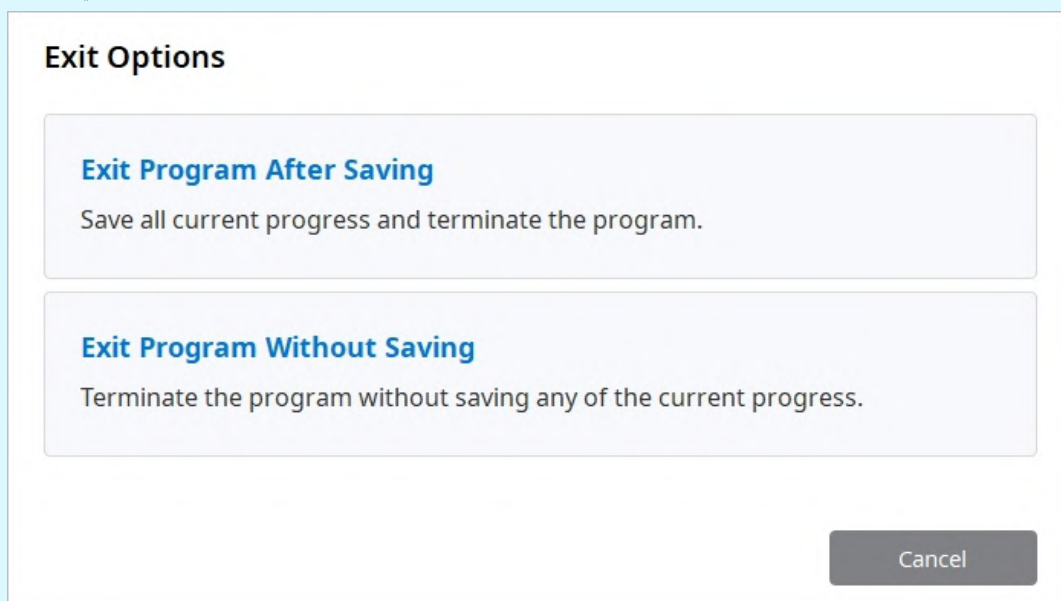 Exit Options
Exit Program After Saving
Save all current progress and terminate the program.
Exit Program Without Saving
Terminate the program without saving any of the current progress.
Cancel